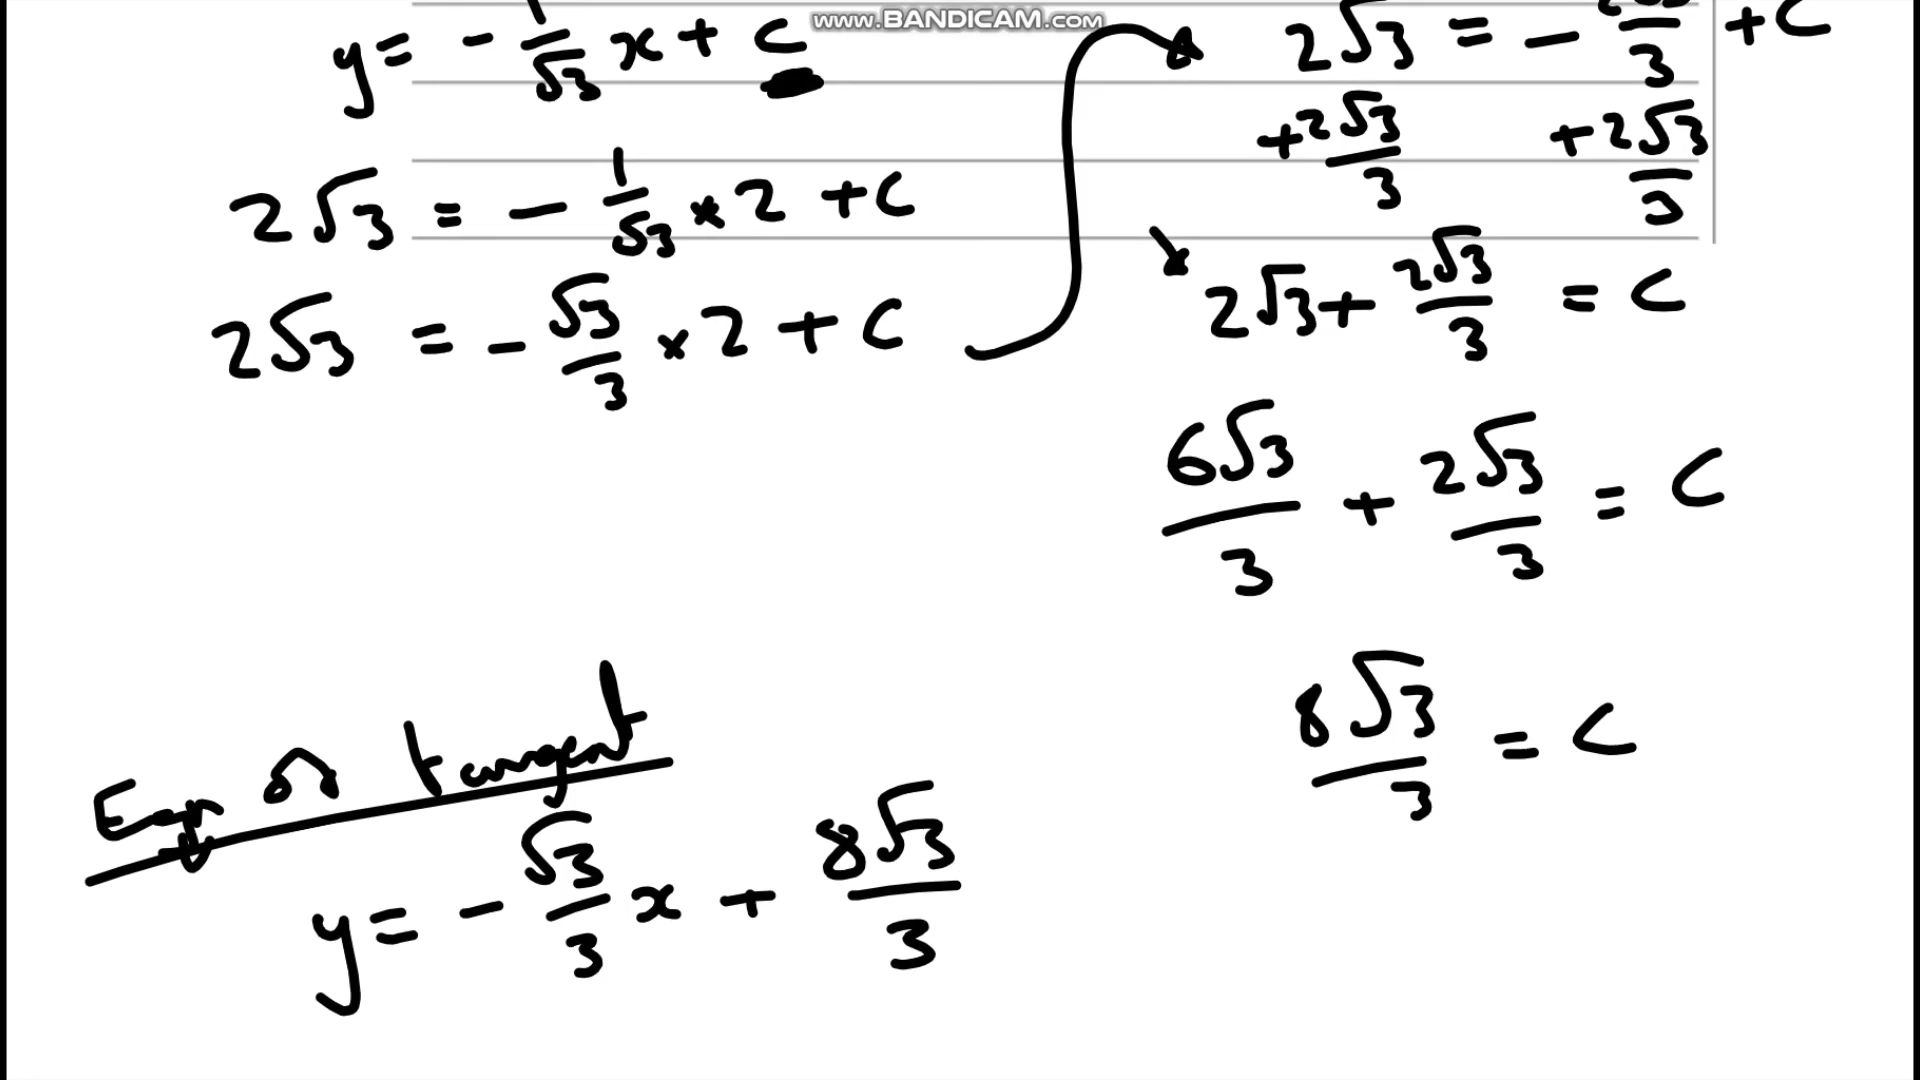 www.BANDICAM.com
y = - 1/√3 x + c
2√3 = - 1/√3 × 2 + c
2√3 = - √3/3 × 2 + c
2√3 = - 2√3/3 + c
+ 2√3/3 + 2√3/3
2√3 + 2√3/3 = c
6√3/3 + 2√3/3 = c
8√3/3 = c
Eqn of tangent
y = - √3/3 x + 8√3/3